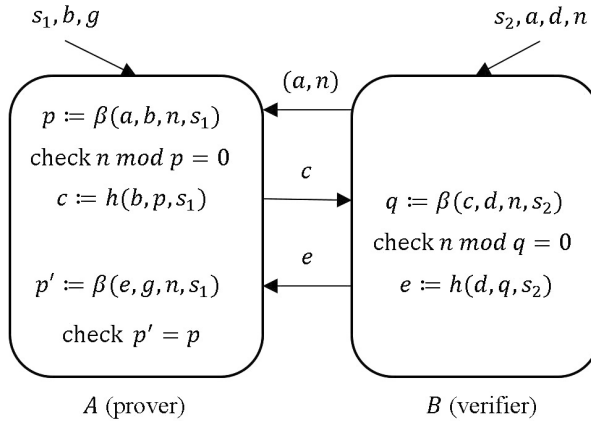 s₁, b, g
s₂, a, d, n
(a, n)
p ≔ β(a, b, n, s₁)
check n mod p = 0
c ≔ h(b, p, s₁)
c
q ≔ β(c, d, n, s₂)
check n mod q = 0
e ≔ h(d, q, s₂)
e
p′ ≔ β(e, g, n, s₁)
check p′ = p
A (prover)
B (verifier)